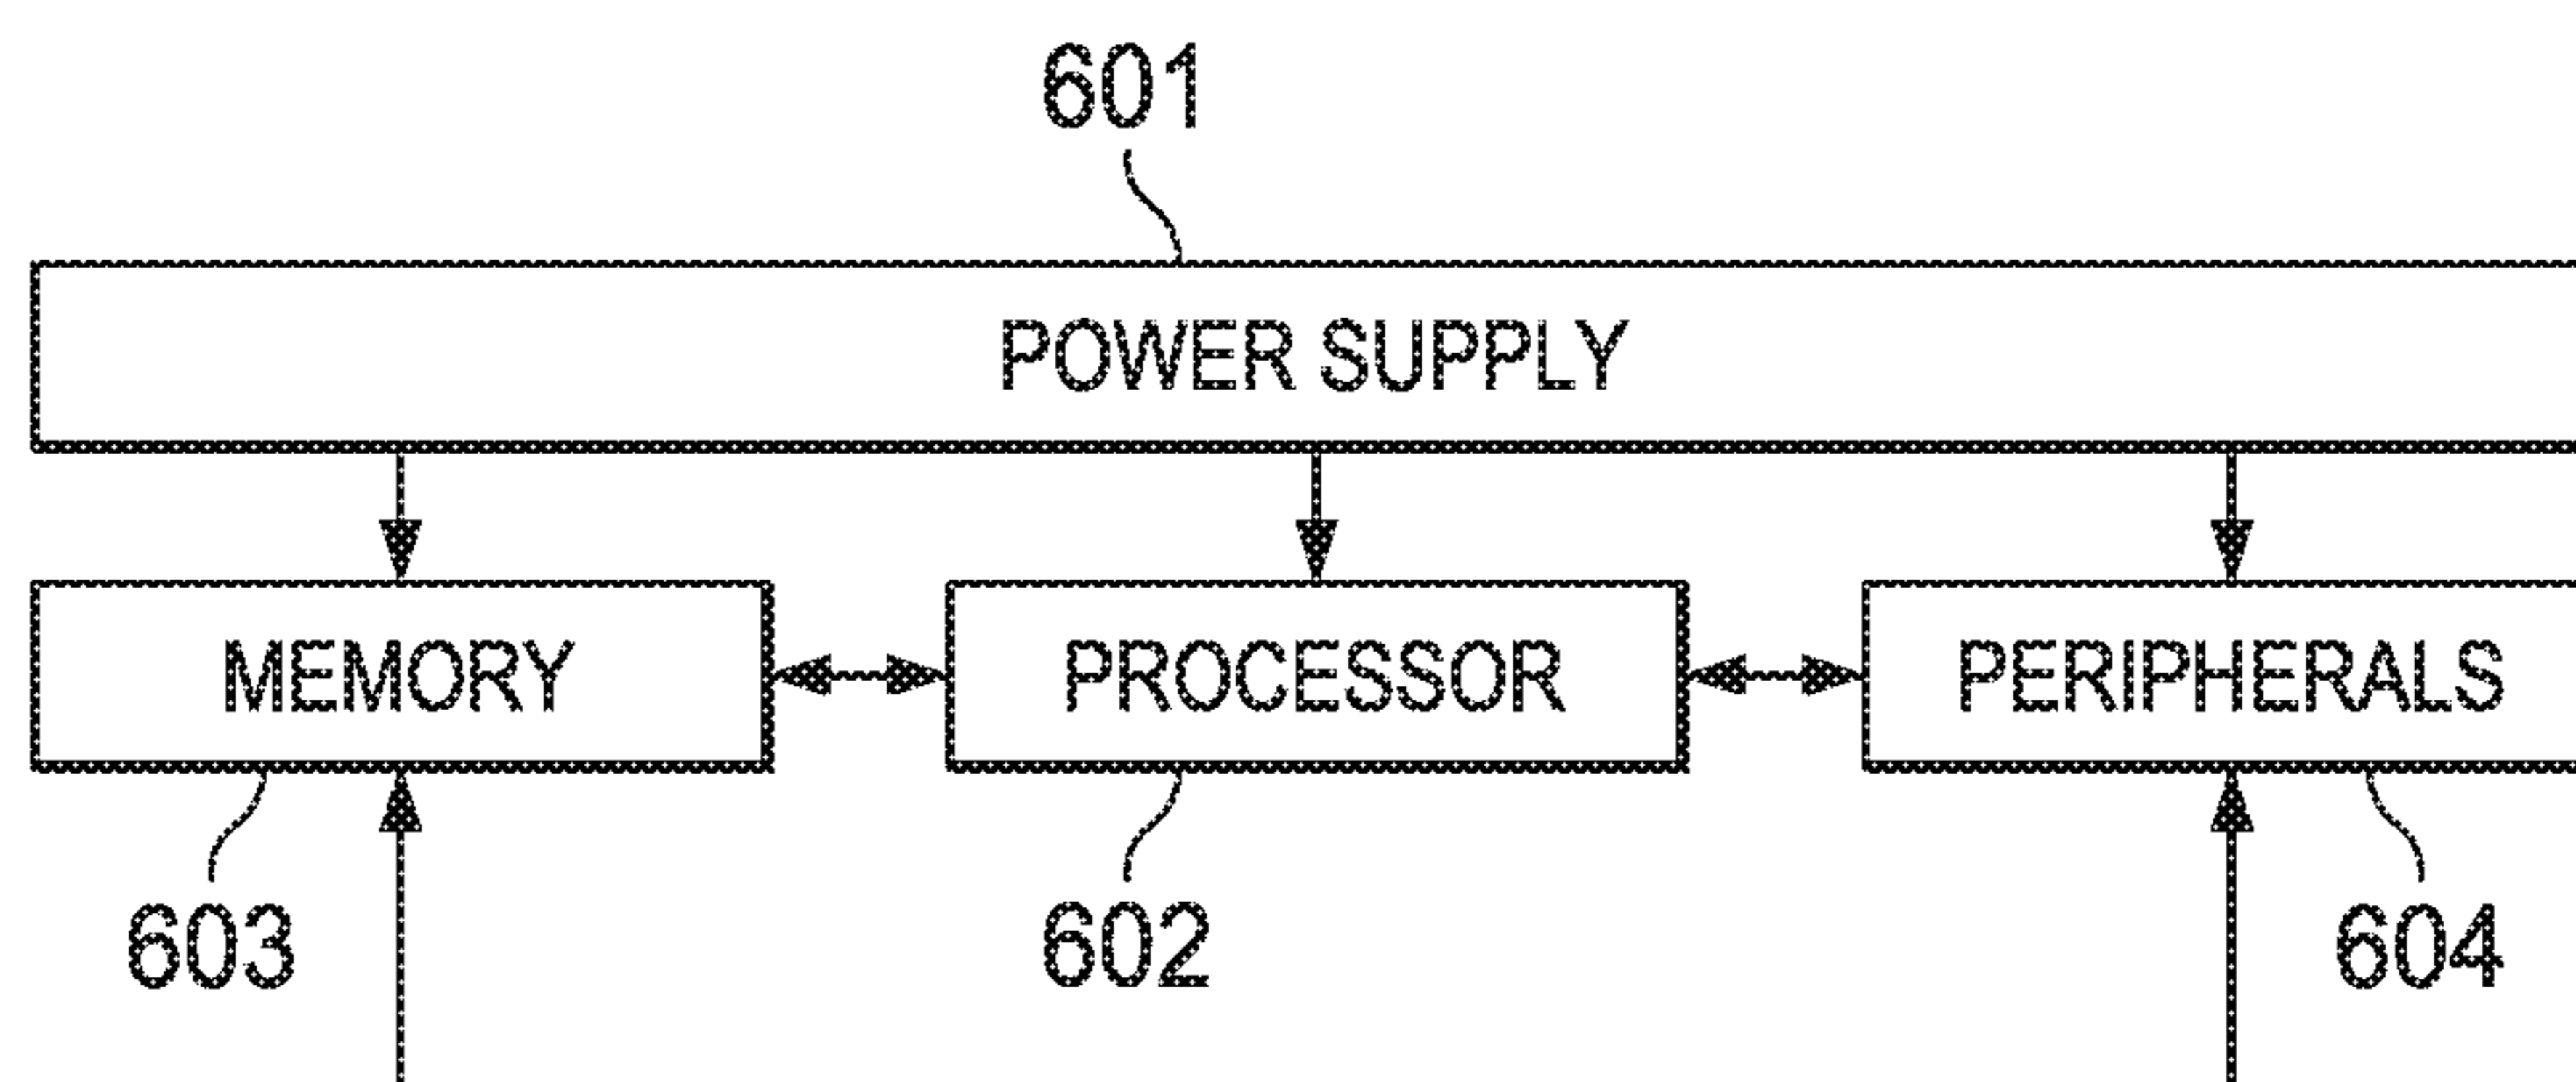 601
POWER SUPPLY
MEMORY
PROCESSOR
PERIPHERALS
603
602
604